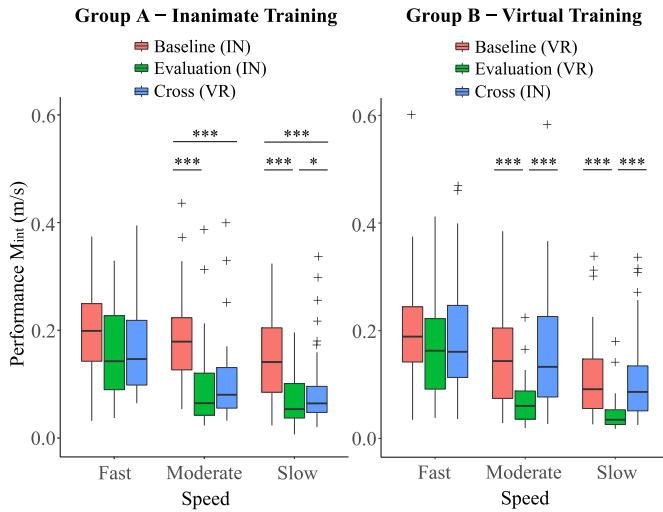 Group A − Inanimate Training
Baseline (IN)
Evaluation (IN)
Cross (VR)
Group B − Virtual Training
Baseline (VR)
Evaluation (VR)
Cross (IN)
Performance Mint (m/s)
0.6
0.4
0.2
0.0
***
***
***
***
*
Fast
Moderate
Slow
Speed
0.6
0.4
0.2
0.0
***
***
***
***
Fast
Moderate
Slow
Speed